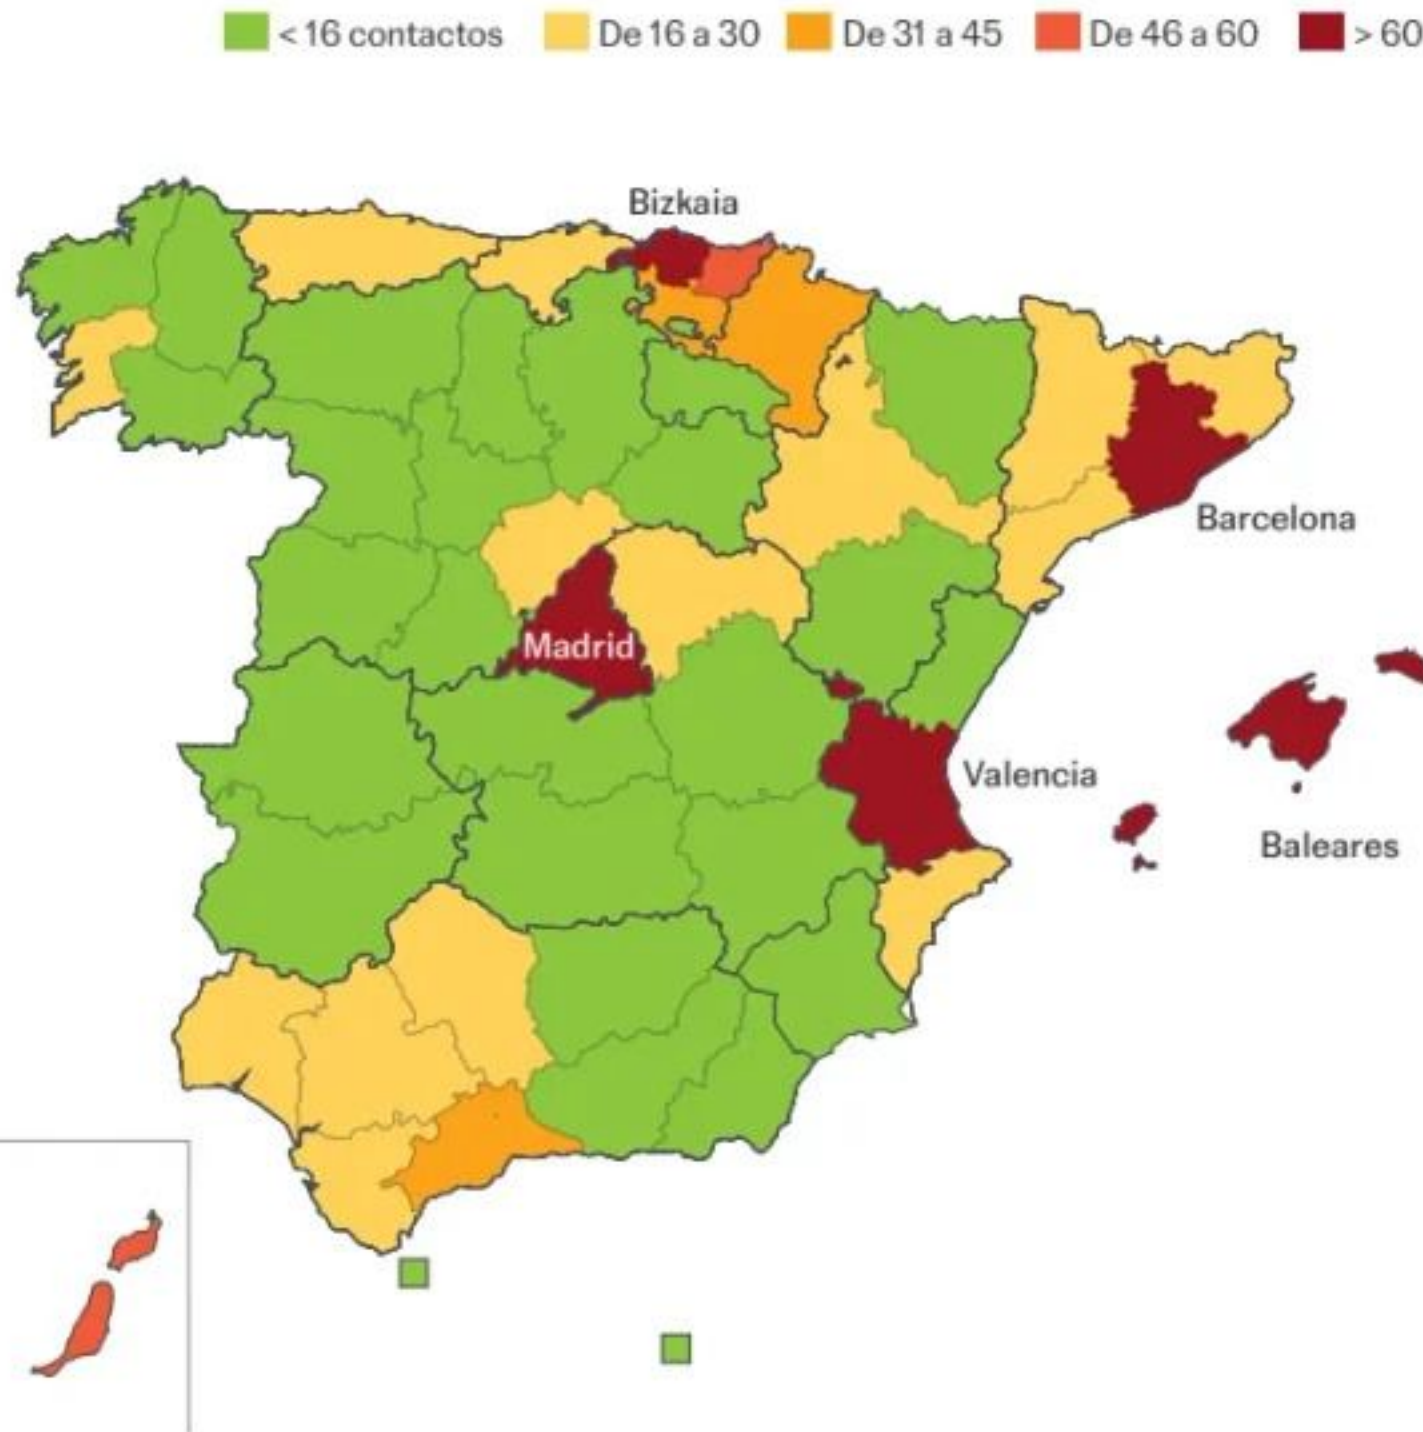 < 16 contactos De 16 a 30 De 31 a 45 De 46 a 60 > 60
Bizkaia
Barcelona
Madrid
Valencia
Baleares